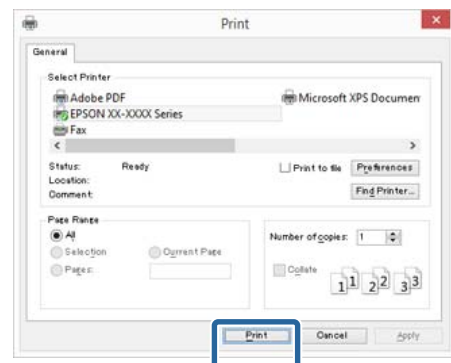 Print
General
Select Printer
Adobe PDF
Microsoft XPS Documen
EPSON XX-XXXX Series
Fax
Status: Ready
Print to file
Preferences
Location:
Comment:
Find Printer...
Page Range
All
Selection
Current Page
Pages:
Number of copies: 1
Collate
1 1 2 2 3 3
Print
Cancel
Apply